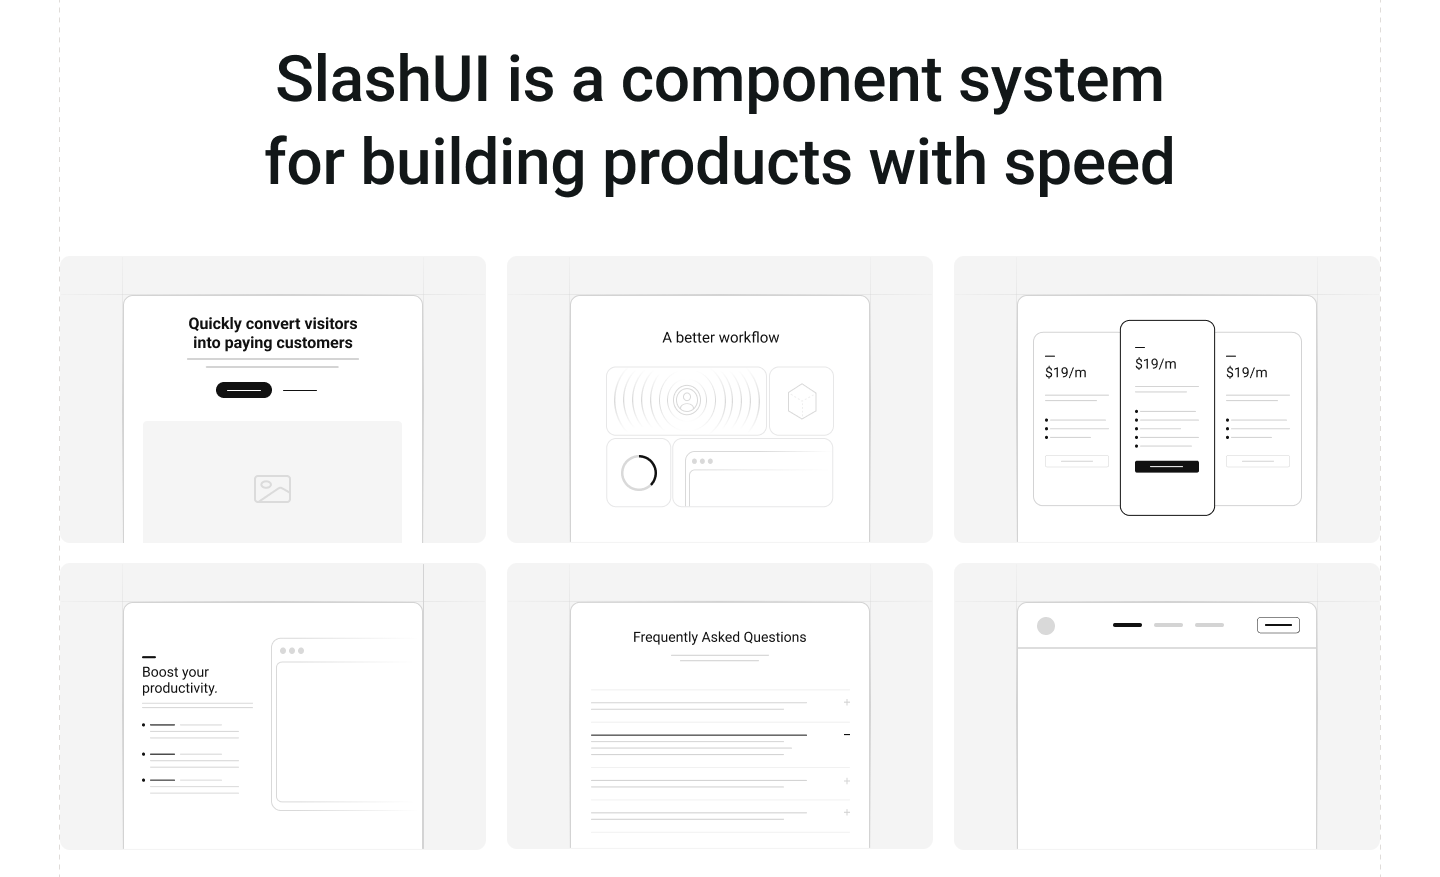 SlashUI is a component system
for building products with speed
Quickly convert visitors
into paying customers
A better workflow
$19/m
$19/m
$19/m
Boost your
productivity.
Frequently Asked Questions